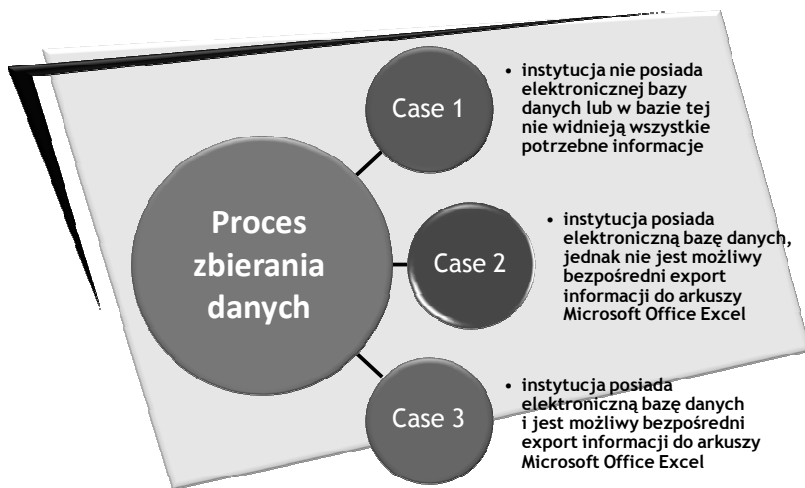 Proces
zbierania
danych
Case 1
• instytucja nie posiada
elektronicznej bazy
danych lub w bazie tej
nie widnieją wszystkie
potrzebne informacje
Case 2
• instytucja posiada
elektroniczną bazę danych,
jednak nie jest możliwy
bezpośredni export
informacji do arkuszy
Microsoft Office Excel
Case 3
• instytucja posiada
elektroniczną bazę danych
i jest możliwy bezpośredni
export informacji do arkuszy
Microsoft Office Excel